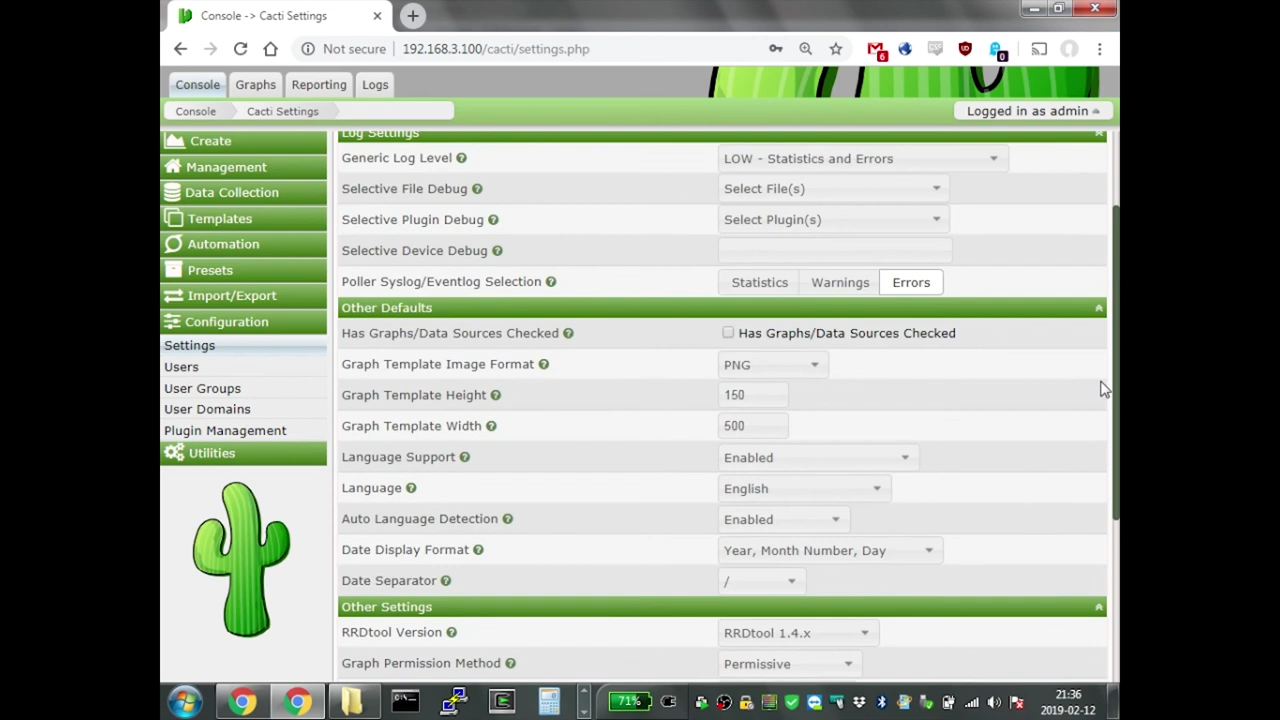 Console -> Cacti Settings
Not secure 192.168.3.100/cacti/settings.php
6
0
Console Graphs Reporting Logs
Console Cacti Settings Logged in as admin
Create
Management
Data Collection
Templates
Automation
Presets
Import/Export
Configuration
Settings
Users
User Groups
User Domains
Plugin Management
Utilities
Log Settings
Generic Log Level LOW - Statistics and Errors
Selective File Debug Select File(s)
Selective Plugin Debug Select Plugin(s)
Selective Device Debug
Poller Syslog/Eventlog Selection Statistics Warnings Errors
Other Defaults
Has Graphs/Data Sources Checked Has Graphs/Data Sources Checked
Graph Template Image Format PNG
Graph Template Height 150
Graph Template Width 500
Language Support Enabled
Language English
Auto Language Detection Enabled
Date Display Format Year, Month Number, Day
Date Separator /
Other Settings
RRDtool Version RRDtool 1.4.x
Graph Permission Method Permissive
71%
21:36
2019-02-12